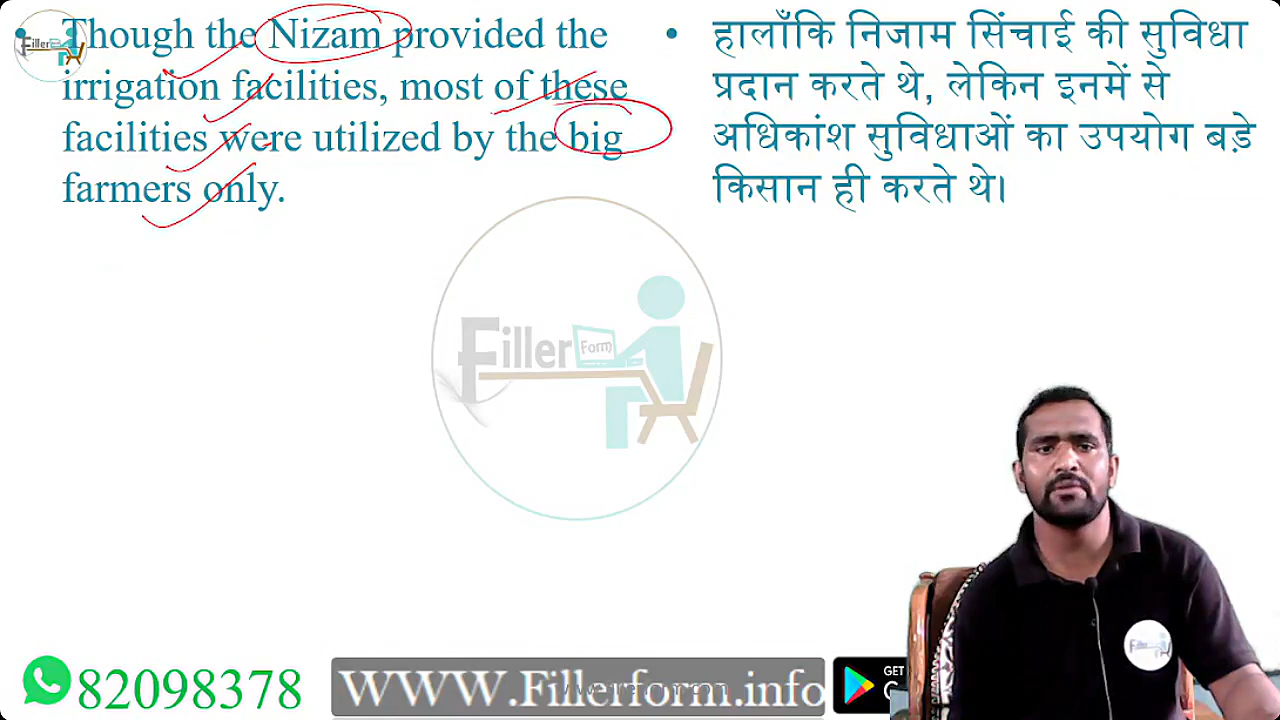 Though the Nizam provided the
irrigation facilities, most of these
facilities were utilized by the big
farmers only.
हालाँकि निजाम सिंचाई की सुविधा
प्रदान करते थे, लेकिन इनमें से
अधिकांश सुविधाओं का उपयोग बड़े
किसान ही करते थे।
Filler Form
82098378
WWW.Fillerform.info
GET